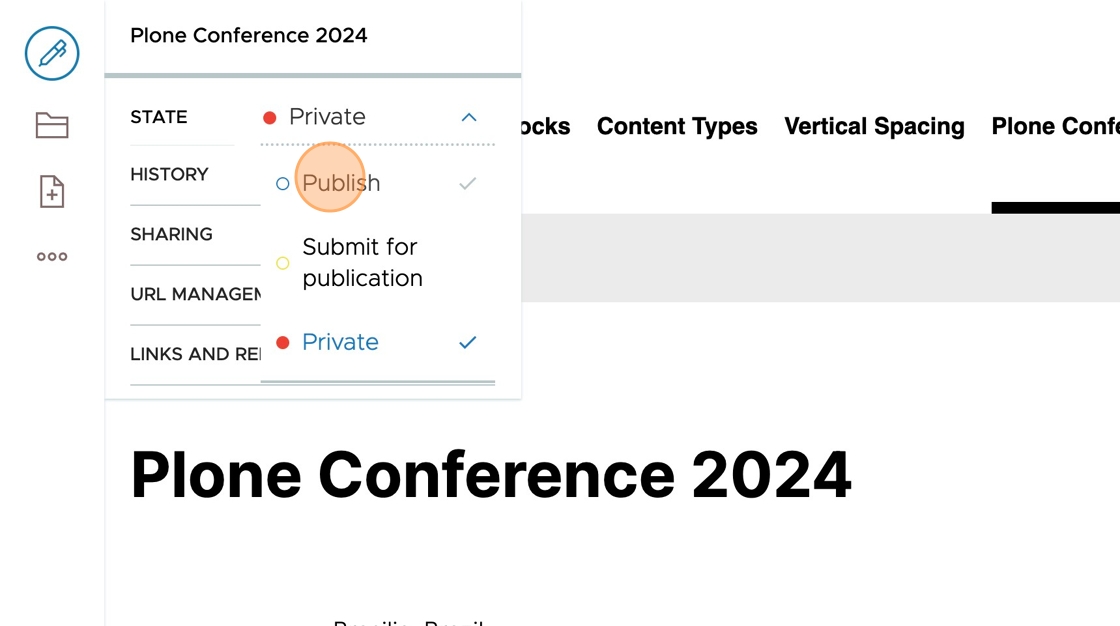 Plone Conference 2024
STATE
Private
ocks Content Types Vertical Spacing Plone Confe
HISTORY
Publish
SHARING
Submit for
publication
URL MANAGEM
Private
LINKS AND RE
Plone Conference 2024